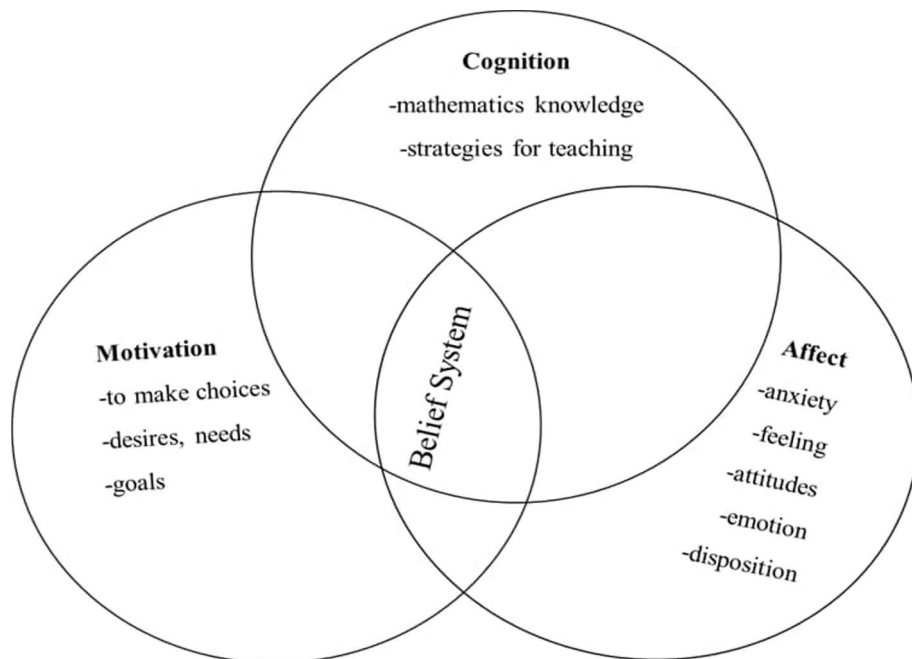 Cognition
-mathematics knowledge
-strategies for teaching
Motivation
-to make choices
-desires, needs
-goals
Belief System
Affect
-anxiety
-feeling
-attitudes
-emotion
-disposition